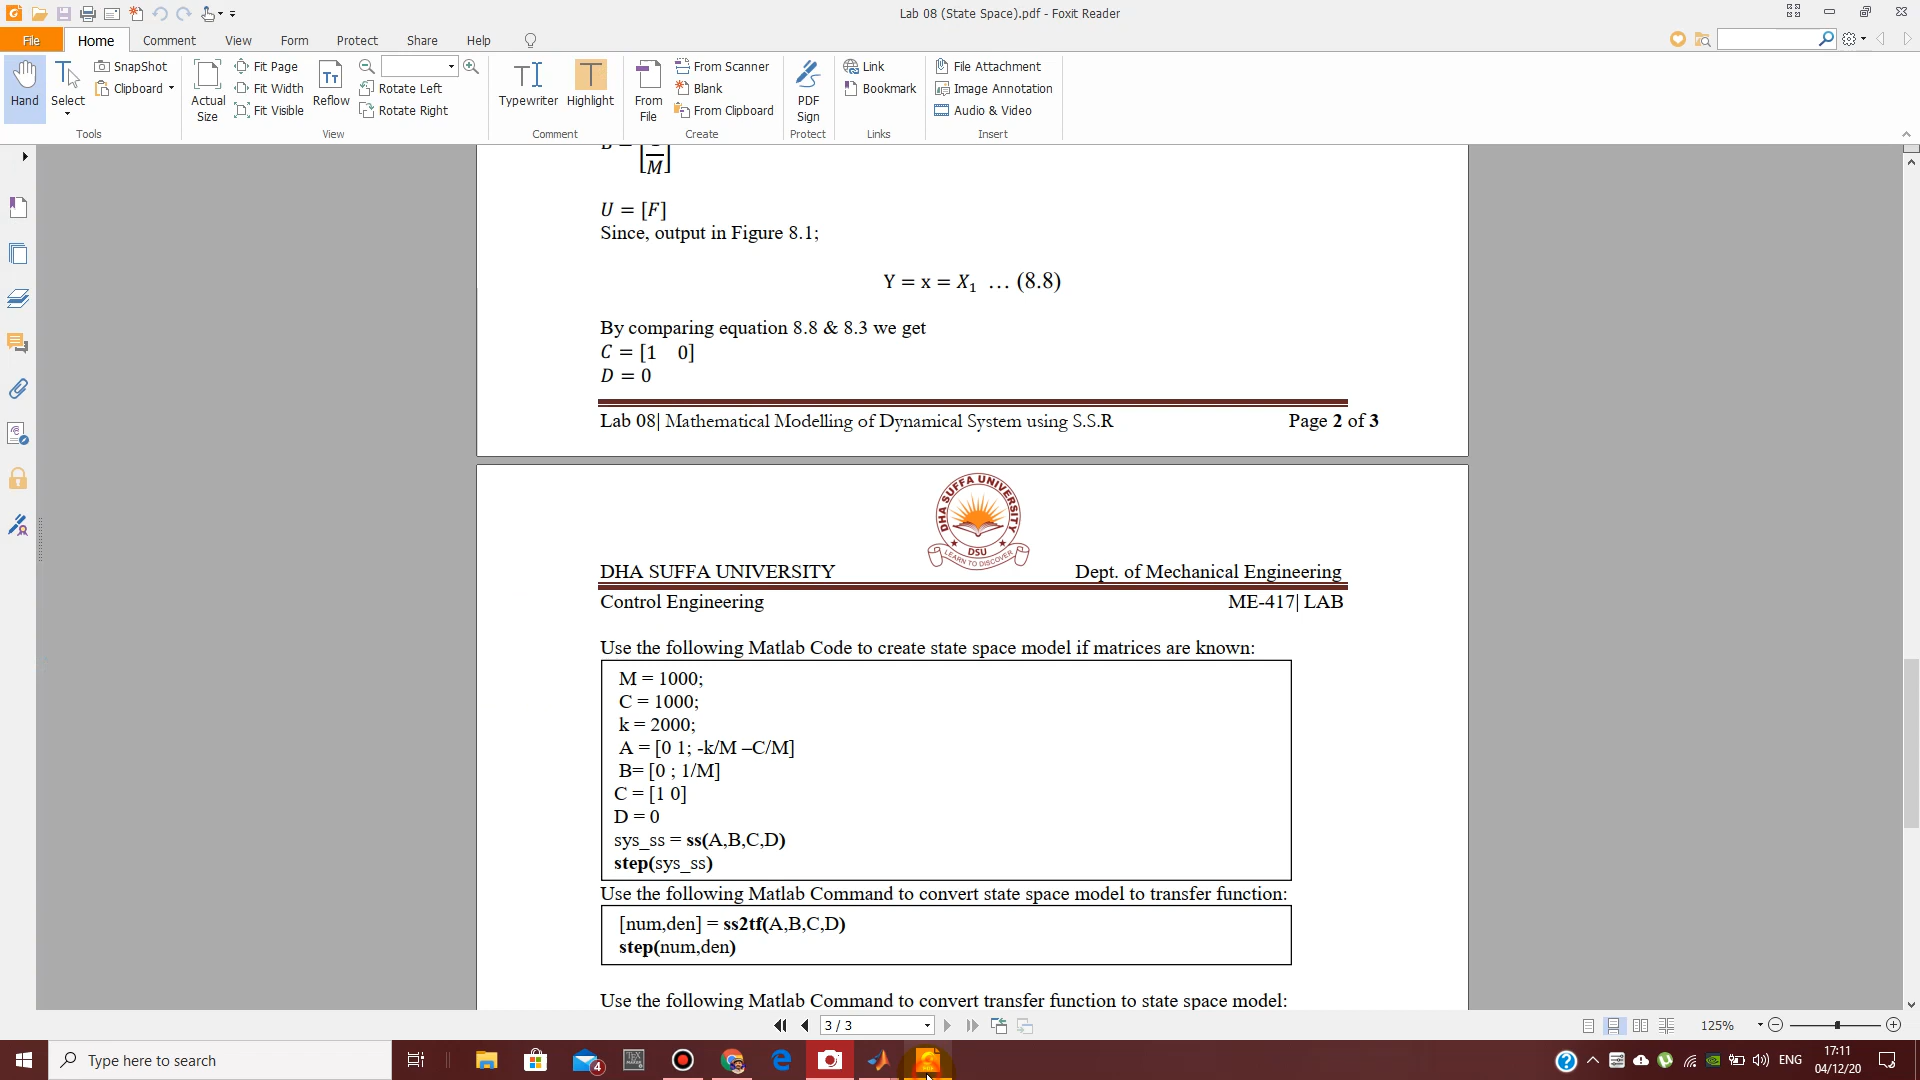 Lab 08 (State Space).pdf - Foxit Reader
File Home Comment View Form Protect Share Help
Hand
Select
SnapShot
Clipboard
Tools
Actual Size
Fit Page
Fit Width
Fit Visible
Reflow
Rotate Left
Rotate Right
View
Typewriter
Highlight
Comment
From File
From Scanner
Blank
From Clipboard
Create
PDF Sign
Protect
Link
Bookmark
Links
File Attachment
Image Annotation
Audio & Video
Insert
M
U = [F]
Since, output in Figure 8.1;
Y = x = X₁ … (8.8)
By comparing equation 8.8 & 8.3 we get
C = [1 0]
D = 0
Lab 08| Mathematical Modelling of Dynamical System using S.S.R Page 2 of 3
DHA SUFFA UNIVERSITY
DSU
LEARN TO DISCOVER
DHA SUFFA UNIVERSITY Dept. of Mechanical Engineering
Control Engineering ME-417| LAB
Use the following Matlab Code to create state space model if matrices are known:
M = 1000;
C = 1000;
k = 2000;
A = [0 1; -k/M –C/M]
B= [0 ; 1/M]
C = [1 0]
D = 0
sys_ss = ss(A,B,C,D)
step(sys_ss)
Use the following Matlab Command to convert state space model to transfer function:
[num,den] = ss2tf(A,B,C,D)
step(num,den)
Use the following Matlab Command to convert transfer function to state space model:
3 / 3
125%
Type here to search
4
ENG
17:11
04/12/20